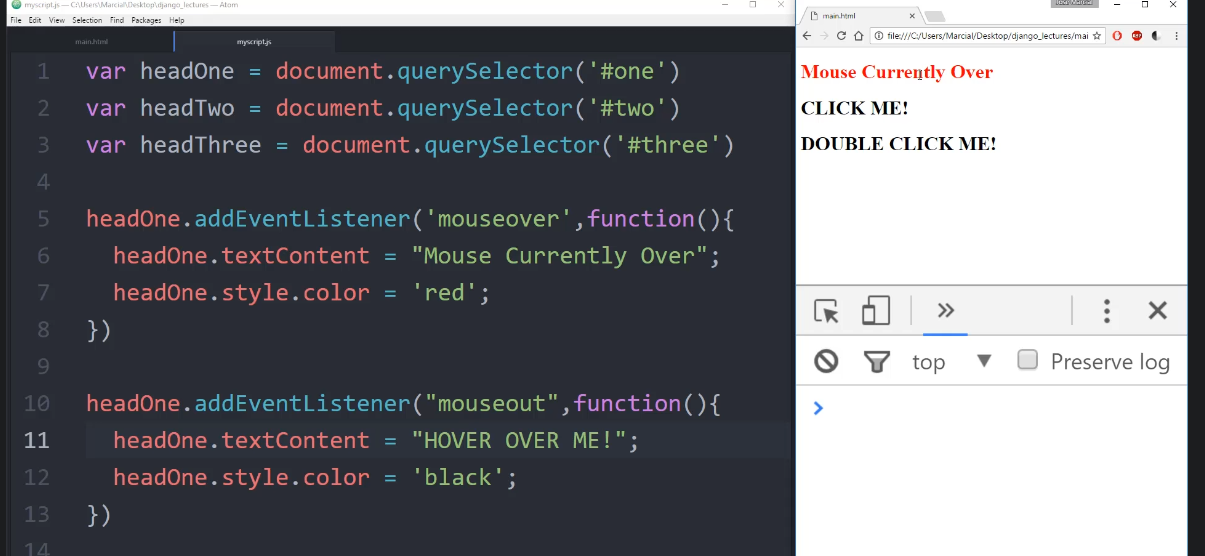 myscript.js — C:\Users\Marcial\Desktop\django_lectures — Atom
File Edit View Selection Find Packages Help
main.html
myscript.js
1 var headOne = document.querySelector('#one')
2 var headTwo = document.querySelector('#two')
3 var headThree = document.querySelector('#three')
4
5 headOne.addEventListener('mouseover',function(){
6 headOne.textContent = "Mouse Currently Over";
7 headOne.style.color = 'red';
8 })
9
10 headOne.addEventListener("mouseout",function(){
11 headOne.textContent = "HOVER OVER ME!";
12 headOne.style.color = 'black';
13 })
14
main.html
file:///C:/Users/Marcial/Desktop/django_lectures/mai
Mouse Currently Over
CLICK ME!
DOUBLE CLICK ME!
top
Preserve log